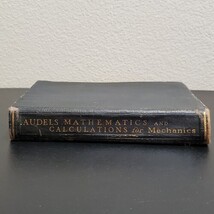 AUDELS MATHEMATICS AND
CALCULATIONS for Mechanics